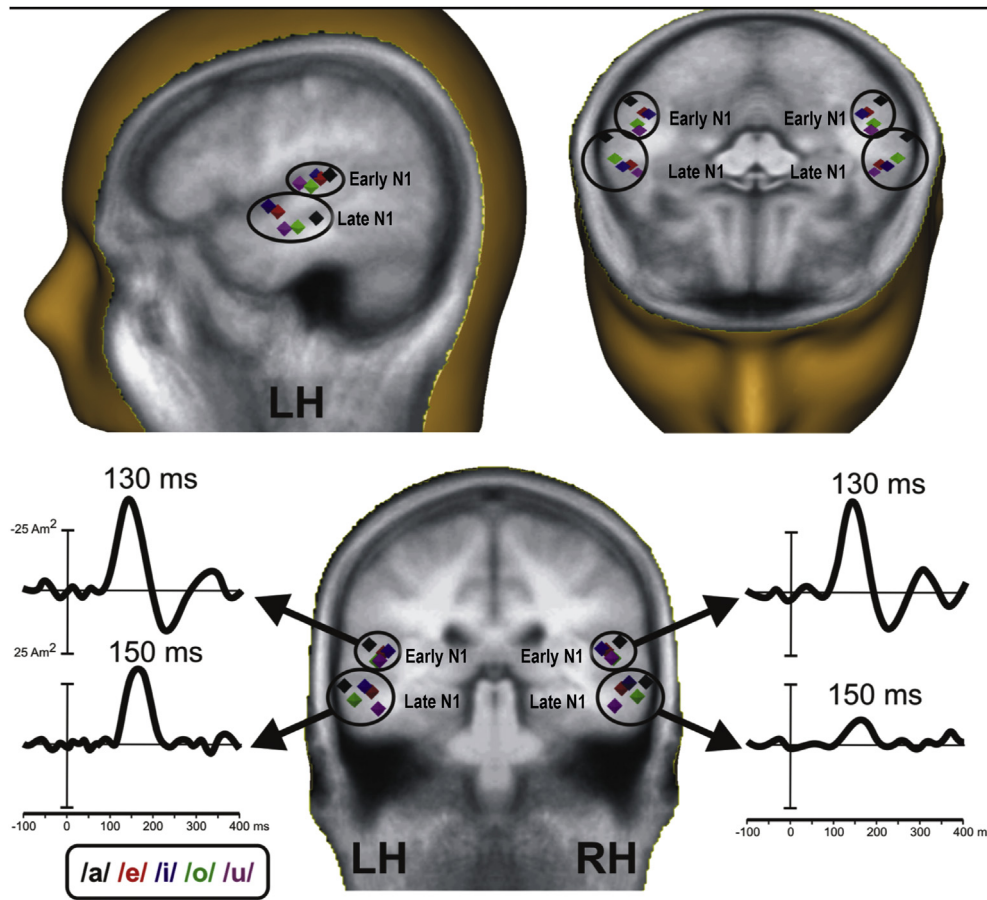 Early N1
Late N1
LH
Early N1
Early N1
Late N1
Late N1
130 ms
-25 Am²
25 Am²
150 ms
-100 0 100 200 300 400 ms
130 ms
150 ms
-100 0 100 200 300 400 ms
Early N1
Early N1
Late N1
Late N1
LH
RH
/a/ /e/ /i/ /o/ /u/